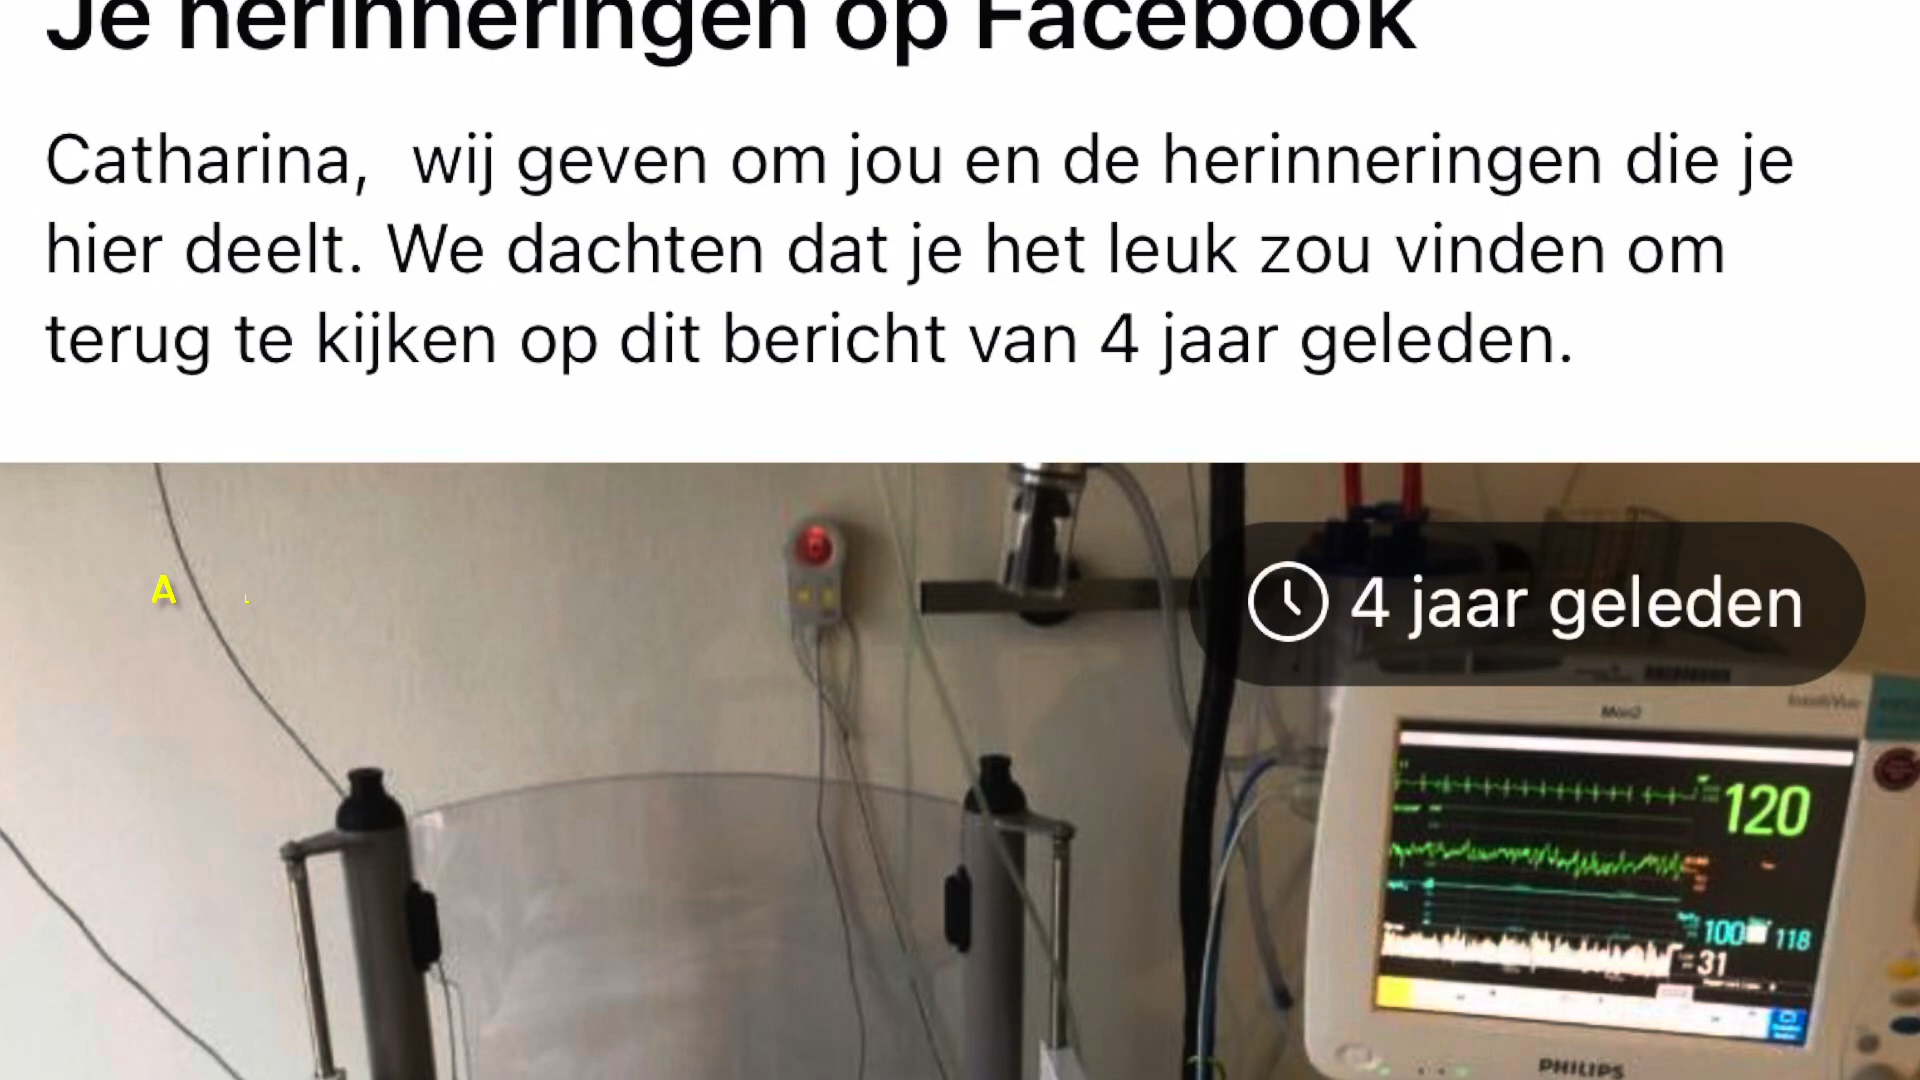 Je herinneringen op Facebook
Catharina, wij geven om jou en de herinneringen die je
hier deelt. We dachten dat je het leuk zou vinden om
terug te kijken op dit bericht van 4 jaar geleden.
A L
4 jaar geleden
Mon2
120
100 118
31
PHILIPS